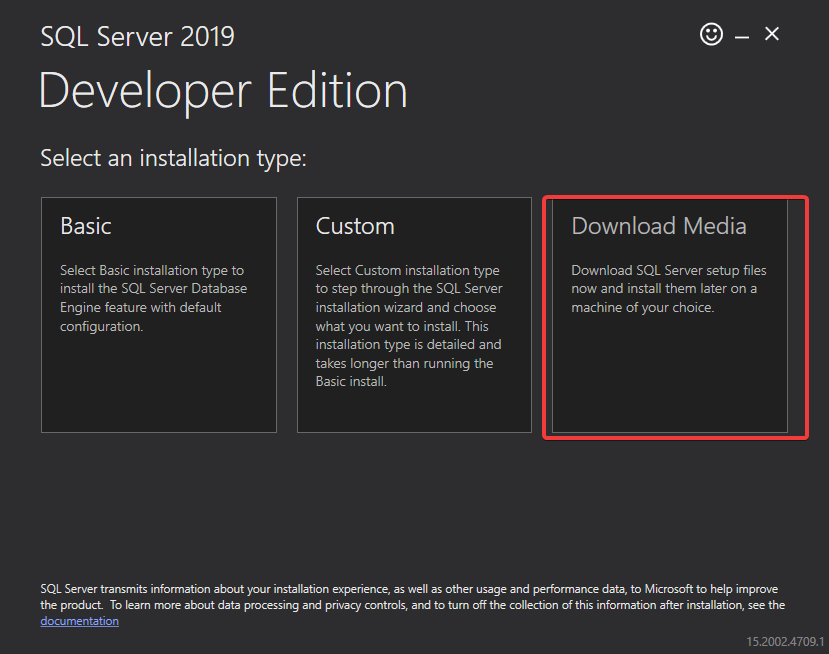 SQL Server 2019
Developer Edition
Select an installation type:
Basic
Select Basic installation type to
install the SQL Server Database
Engine feature with default
configuration.
Custom
Select Custom installation type
to step through the SQL Server
installation wizard and choose
what you want to install. This
installation type is detailed and
takes longer than running the
Basic install.
Download Media
Download SQL Server setup files
now and install them later on a
machine of your choice.
SQL Server transmits information about your installation experience, as well as other usage and performance data, to Microsoft to help improve
the product.  To learn more about data processing and privacy controls, and to turn off the collection of this information after installation, see the
documentation
15.2002.4709.1